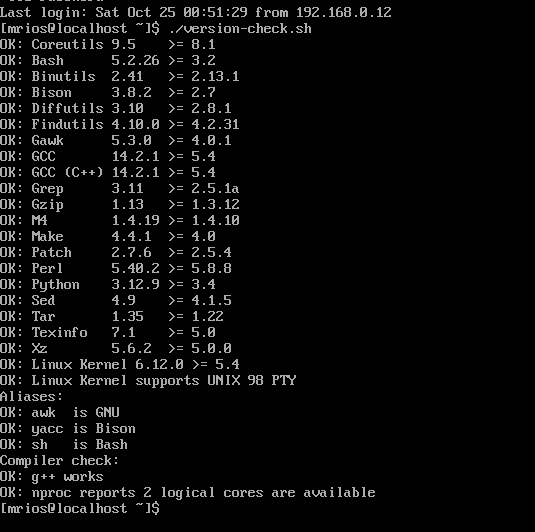 Last login: Sat Oct 25 00:51:29 from 192.168.0.12
[mrios@localhost ~]$ ./version-check.sh
OK: Coreutils 9.5    >= 8.1
OK: Bash      5.2.26 >= 3.2
OK: Binutils  2.41   >= 2.13.1
OK: Bison     3.8.2  >= 2.7
OK: Diffutils 3.10   >= 2.8.1
OK: Findutils 4.10.0 >= 4.2.31
OK: Gawk      5.3.0  >= 4.0.1
OK: GCC       14.2.1 >= 5.4
OK: GCC (C++) 14.2.1 >= 5.4
OK: Grep      3.11   >= 2.5.1a
OK: Gzip      1.13   >= 1.3.12
OK: M4        1.4.19 >= 1.4.10
OK: Make      4.4.1  >= 4.0
OK: Patch     2.7.6  >= 2.5.4
OK: Perl      5.40.2 >= 5.8.8
OK: Python    3.12.9 >= 3.4
OK: Sed       4.9    >= 4.1.5
OK: Tar       1.35   >= 1.22
OK: Texinfo   7.1    >= 5.0
OK: Xz        5.6.2  >= 5.0.0
OK: Linux Kernel 6.12.0 >= 5.4
OK: Linux Kernel supports UNIX 98 PTY
Aliases:
OK: awk  is GNU
OK: yacc is Bison
OK: sh   is Bash
Compiler check:
OK: g++ works
OK: nproc reports 2 logical cores are available
[mrios@localhost ~]$